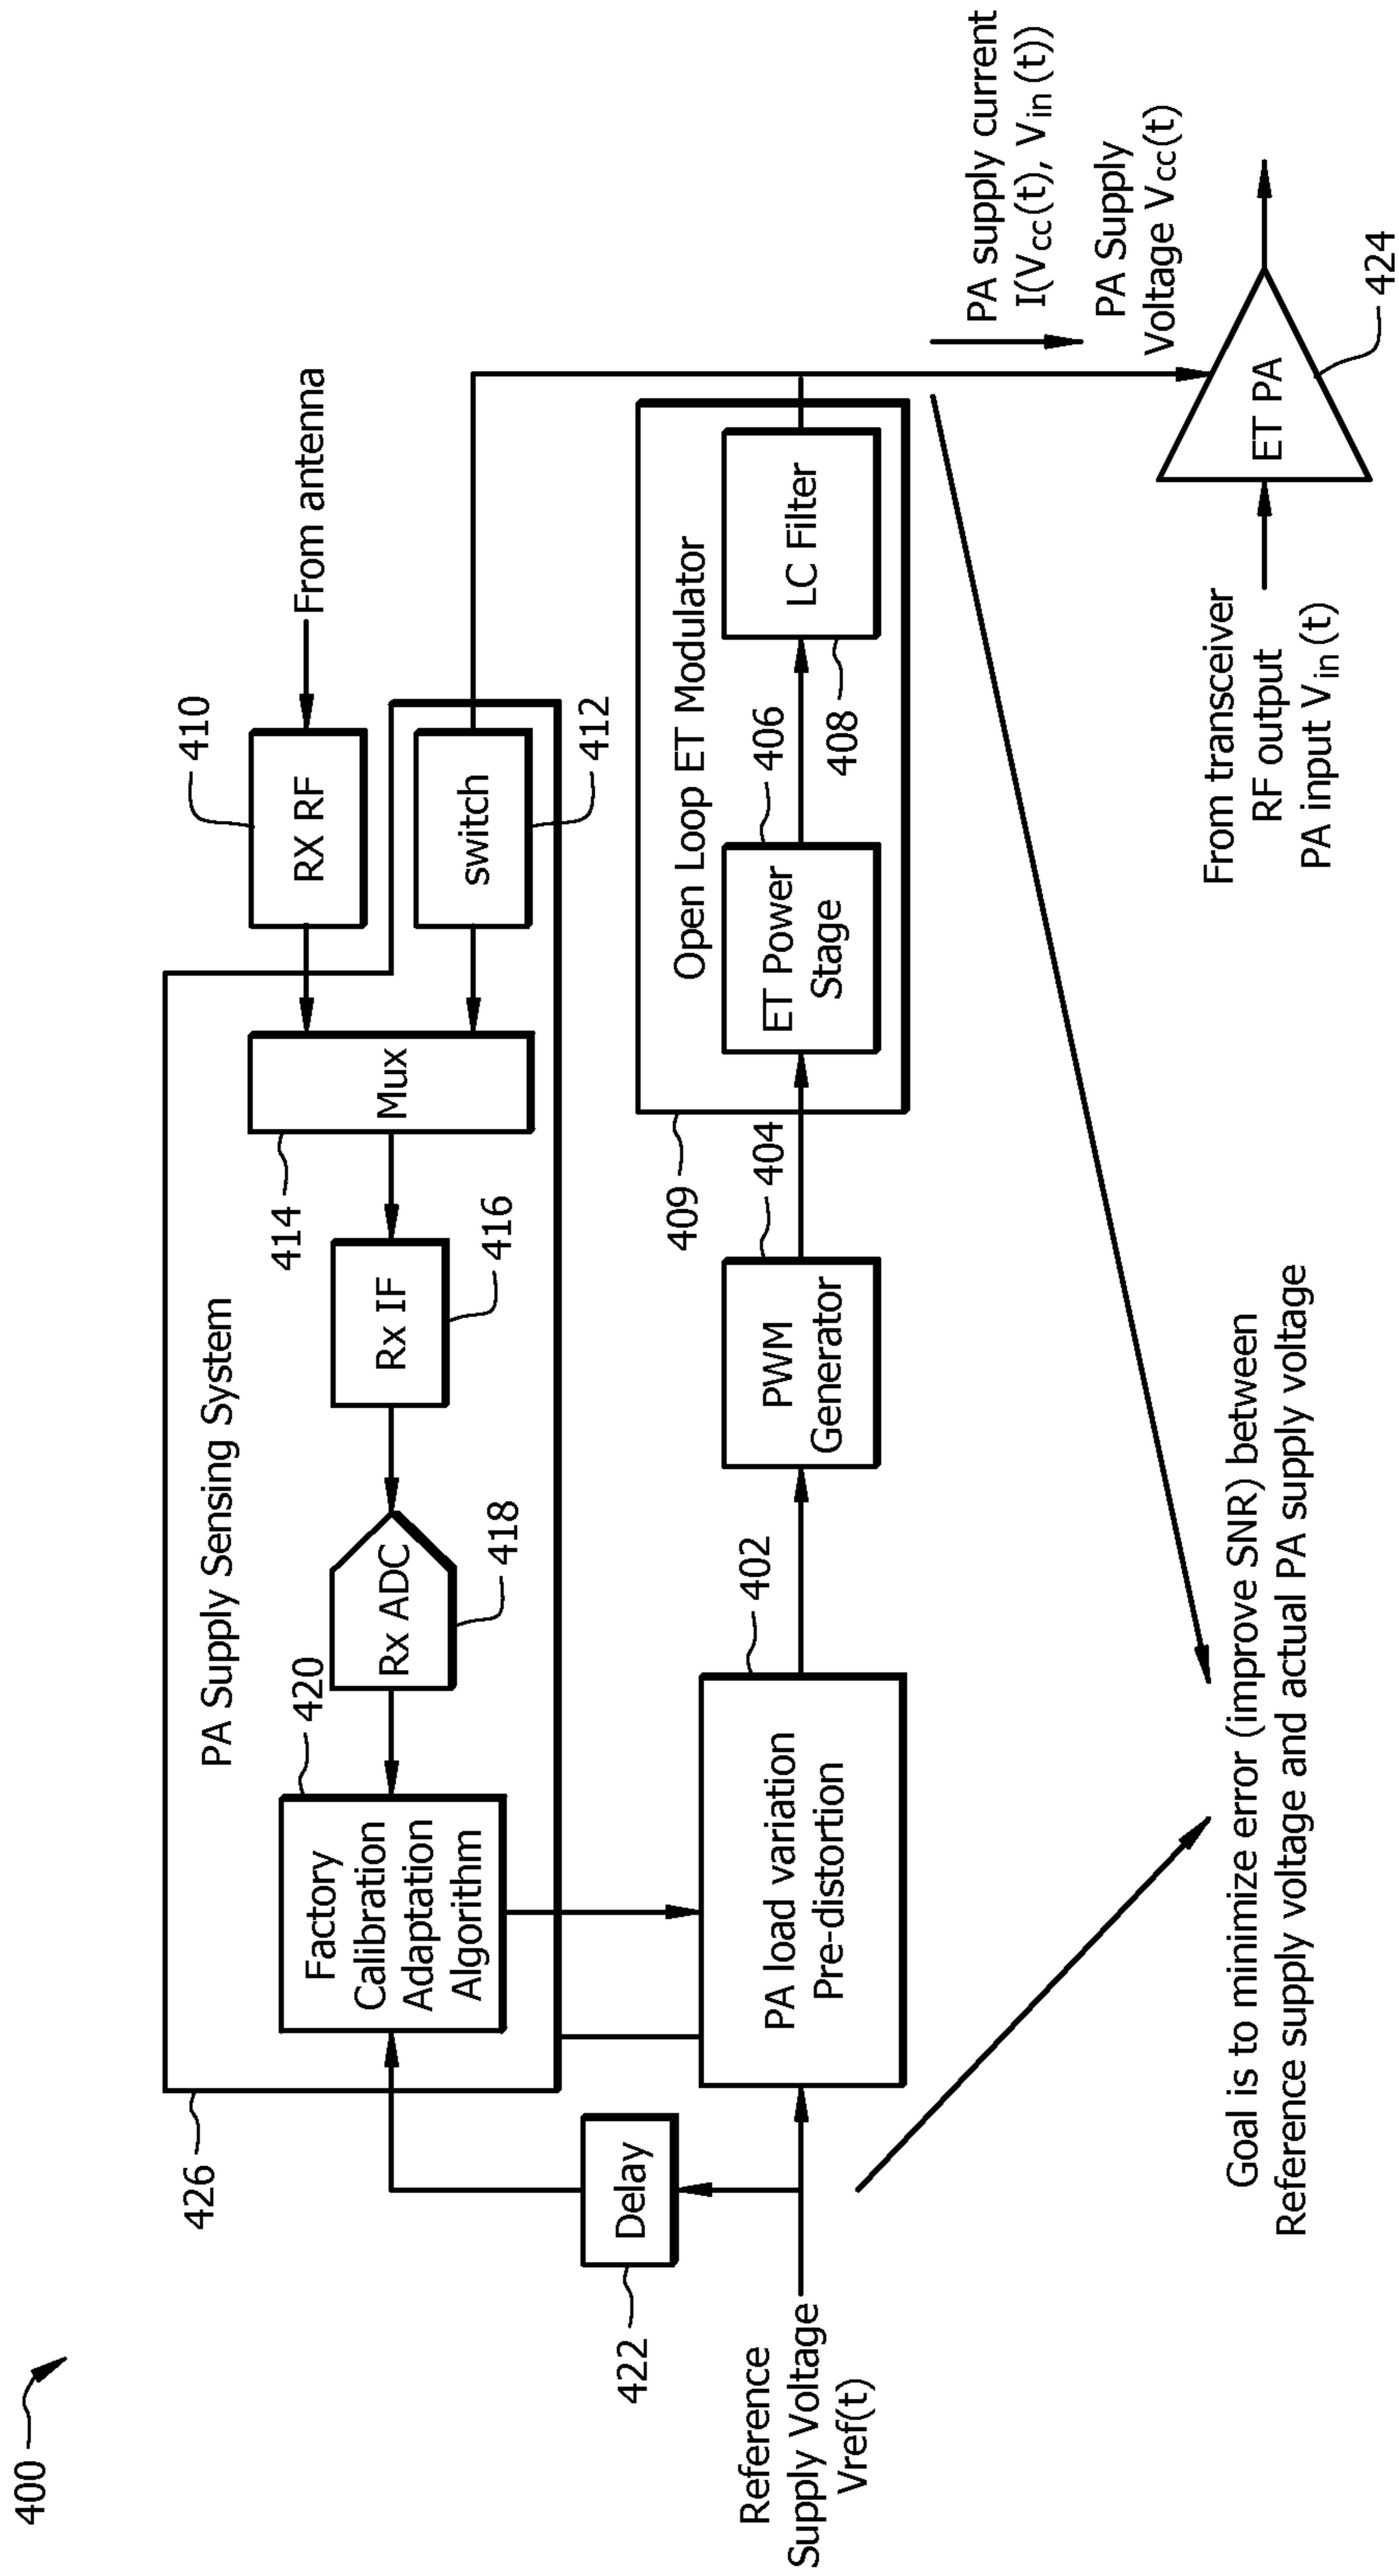 400
PA Supply Sensing System
426
420
Factory
Calibration
Adaptation
Algorithm
Rx ADC
418
Rx IF
416
Mux
414
RX RF
410
From antenna
switch
412
Delay
422
Reference
Supply Voltage
Vref(t)
PA load variation
Pre-distortion
402
PWM
Generator
404
409
Open Loop ET Modulator
ET Power
Stage
406
LC Filter
408
PA supply current
I(Vcc(t), Vin (t))
PA Supply
Voltage Vcc(t)
ET PA
424
From transceiver
RF output
PA input Vin (t)
Goal is to minimize error (improve SNR) between
Reference supply voltage and actual PA supply voltage